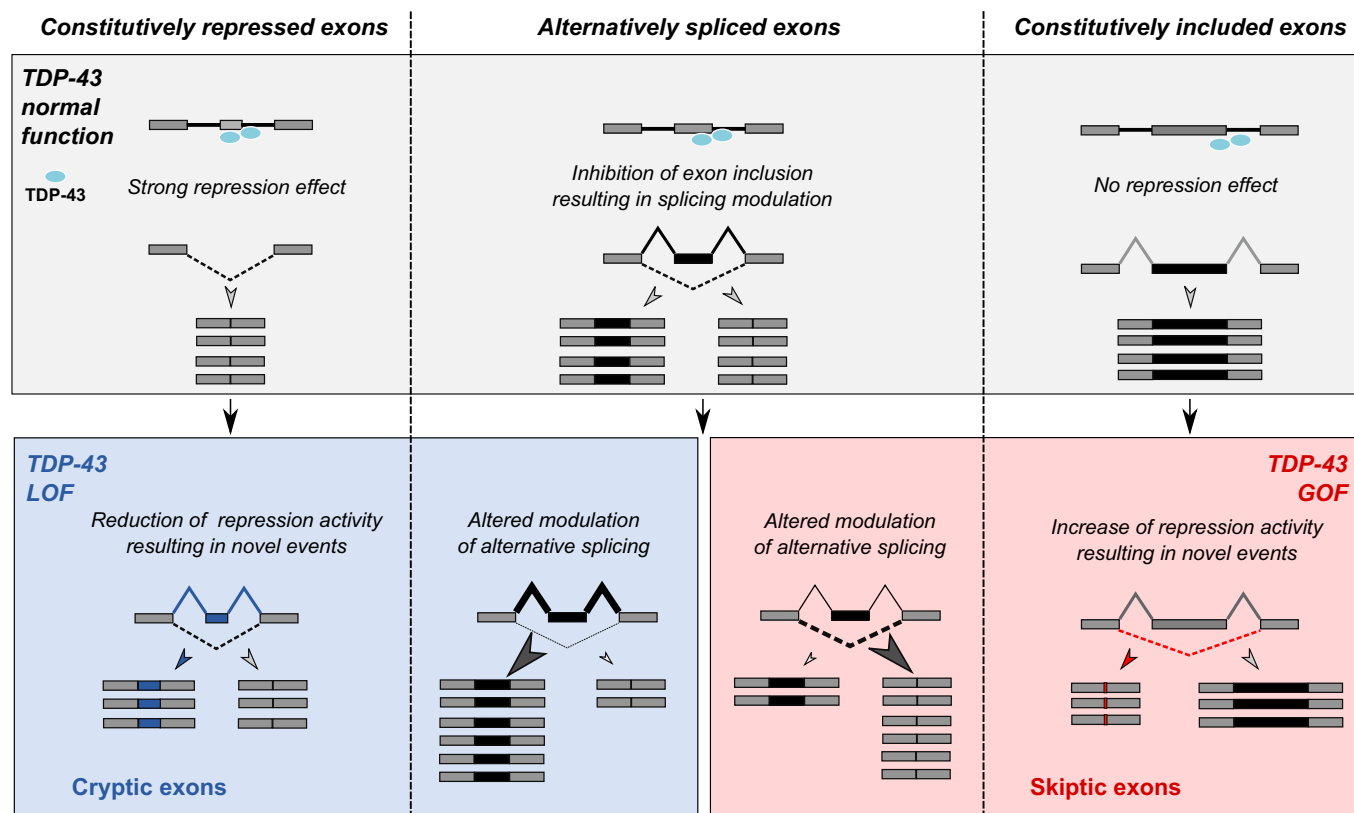 Constitutively repressed exons
Alternatively spliced exons
Constitutively included exons
TDP-43
normal
function
TDP-43
Strong repression effect
Inhibition of exon inclusion
resulting in splicing modulation
No repression effect
TDP-43
LOF
Reduction of repression activity
resulting in novel events
Cryptic exons
Altered modulation
of alternative splicing
Altered modulation
of alternative splicing
TDP-43
GOF
Increase of repression activity
resulting in novel events
Skiptic exons